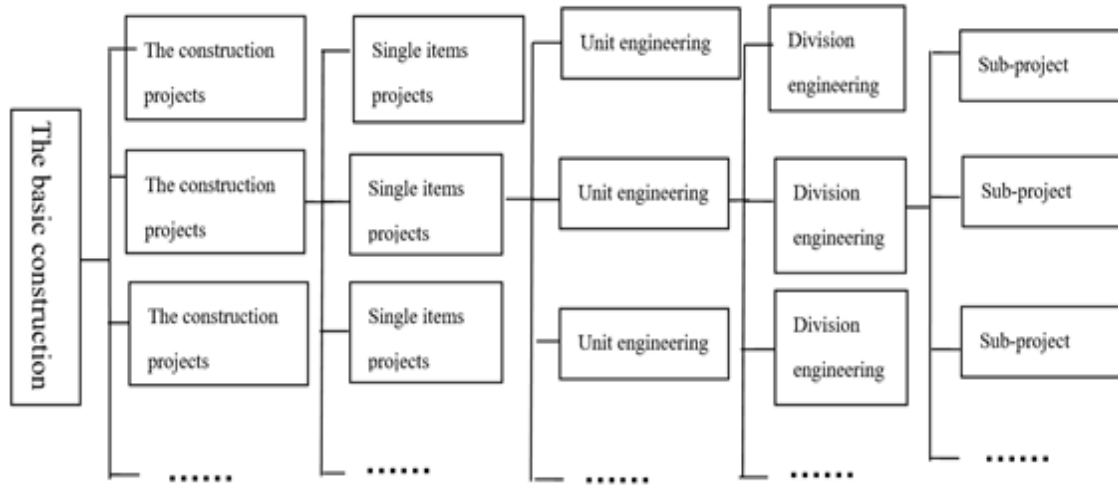 The basic construction
The construction
projects
The construction
projects
The construction
projects
......
Single items
projects
Single items
projects
Single items
projects
......
Unit engineering
Unit engineering
Unit engineering
......
Division
engineering
Division
engineering
Division
engineering
......
Sub-project
Sub-project
Sub-project
......